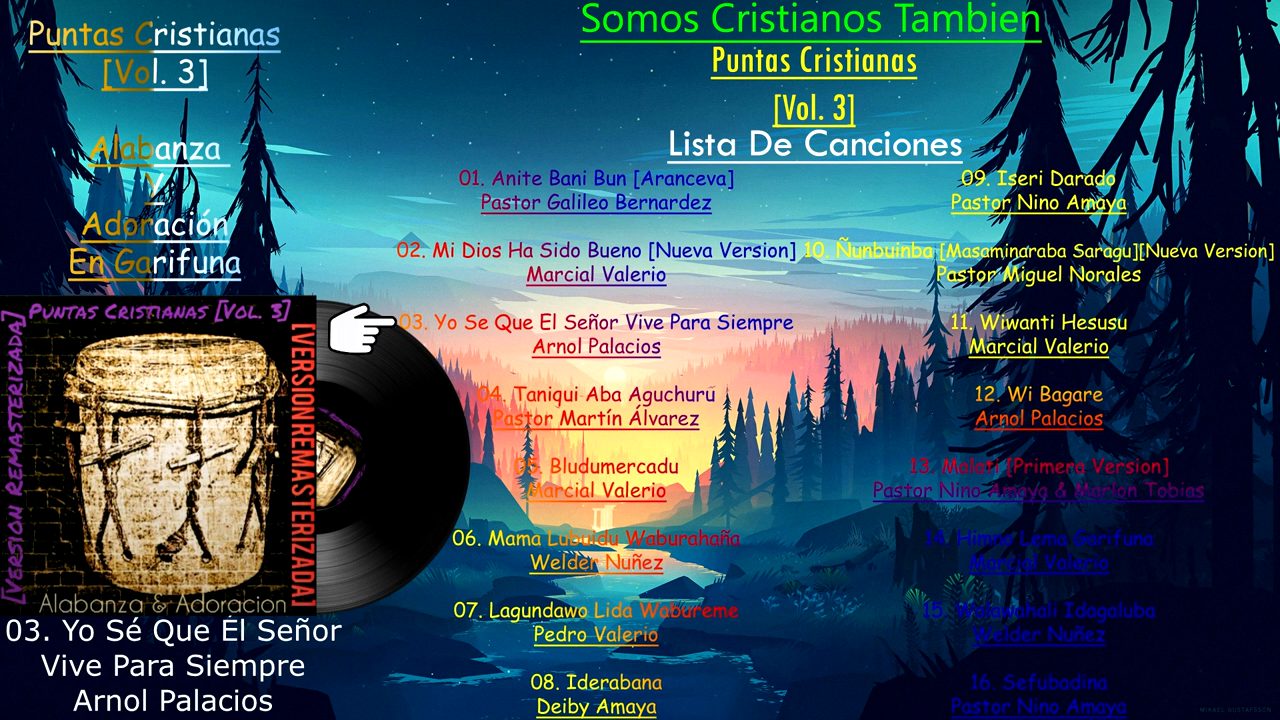 Puntas Cristianas
[Vol. 3]
Alabanza
Y
Adoración
En Garifuna
Puntas Cristianas [Vol. 3]
[Version Remasterizada]
[VERSION REMASTERIZADA]
Alabanza & Adoracion
03. Yo Sé Que El Señor
Vive Para Siempre
Arnol Palacios
Somos Cristianos Tambien
Puntas Cristianas
[Vol. 3]
Lista De Canciones
01. Anite Bani Bun [Aranceva]
Pastor Galileo Bernardez
02. Mi Dios Ha Sido Bueno [Nueva Version]
Marcial Valerio
03. Yo Se Que El Señor Vive Para Siempre
Arnol Palacios
04. Taniqui Aba Aguchuru
Pastor Martín Álvarez
05. Bludumercadu
Marcial Valerio
06. Mama Lubuidu Waburahaña
Welder Nuñez
07. Lagundawo Lida Wabureme
Pedro Valerio
08. Iderabana
Deiby Amaya
09. Iseri Darado
Pastor Nino Amaya
10. Ñunbuinba [Masaminaraba Saragu][Nueva Version]
Pastor Miguel Norales
11. Wiwanti Hesusu
Marcial Valerio
12. Wi Bagare
Arnol Palacios
13. Malati [Primera Version]
Pastor Nino Amaya & Marlon Tobias
14. Himno Lema Garifuna
Marcial Valerio
15. Walawahali Idagaluba
Welder Nuñez
16. Sefubadina
Pastor Nino Amaya
MIKAEL GUSTAFSSON